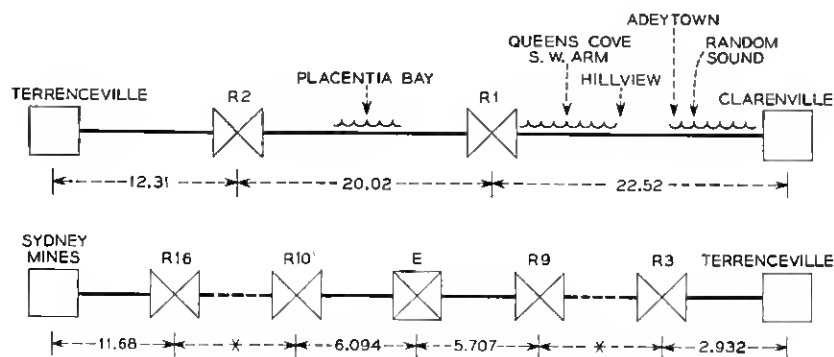 ADEYTOWN
QUEENS COVE
S. W. ARM
RANDOM
SOUND
PLACENTIA BAY
HILLVIEW
TERRENCEVILLE
R2
R1
CLARENVILLE
12.31
20.02
22.52
SYDNEY
MINES
R16
R10
E
R9
R3
TERRENCEVILLE
11.68
*
6.094
5.707
*
2.932